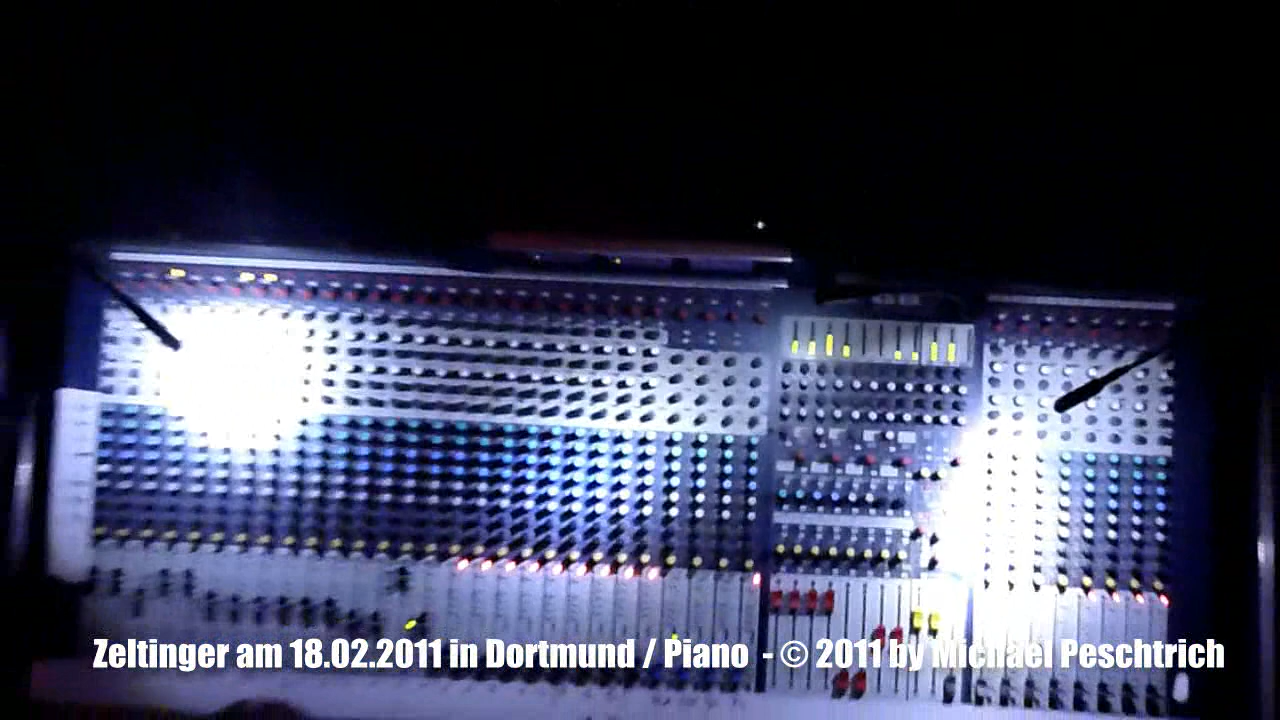 Zeltinger am 18.02.2011 in Dortmund / Piano - © 2011 by Michael Peschtrich